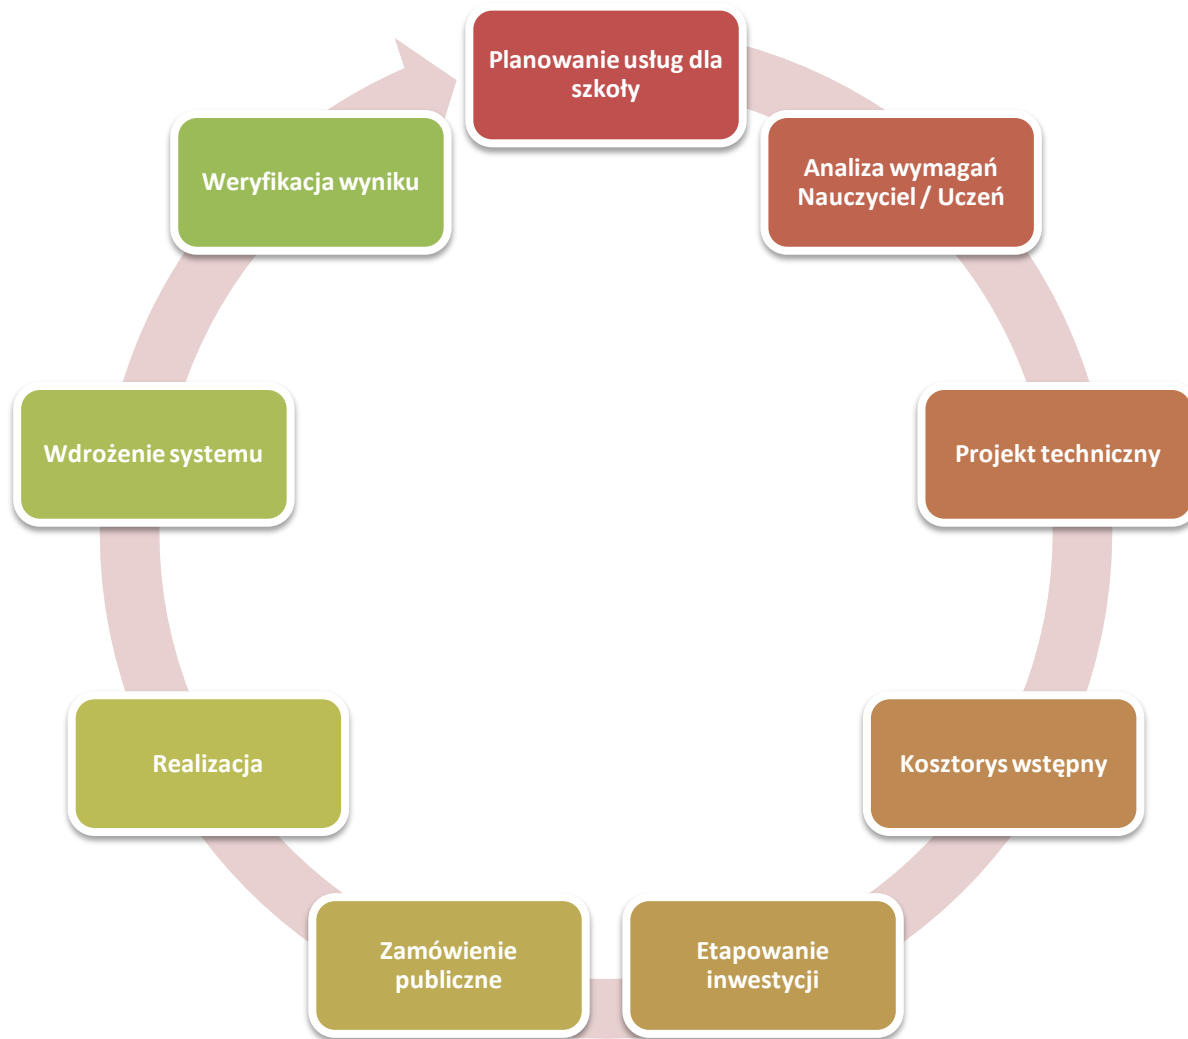 Planowanie usług dla
szkoły
Analiza wymagań
Nauczyciel / Uczeń
Projekt techniczny
Kosztorys wstępny
Etapowanie
inwestycji
Zamówienie
publiczne
Realizacja
Wdrożenie systemu
Weryfikacja wyniku